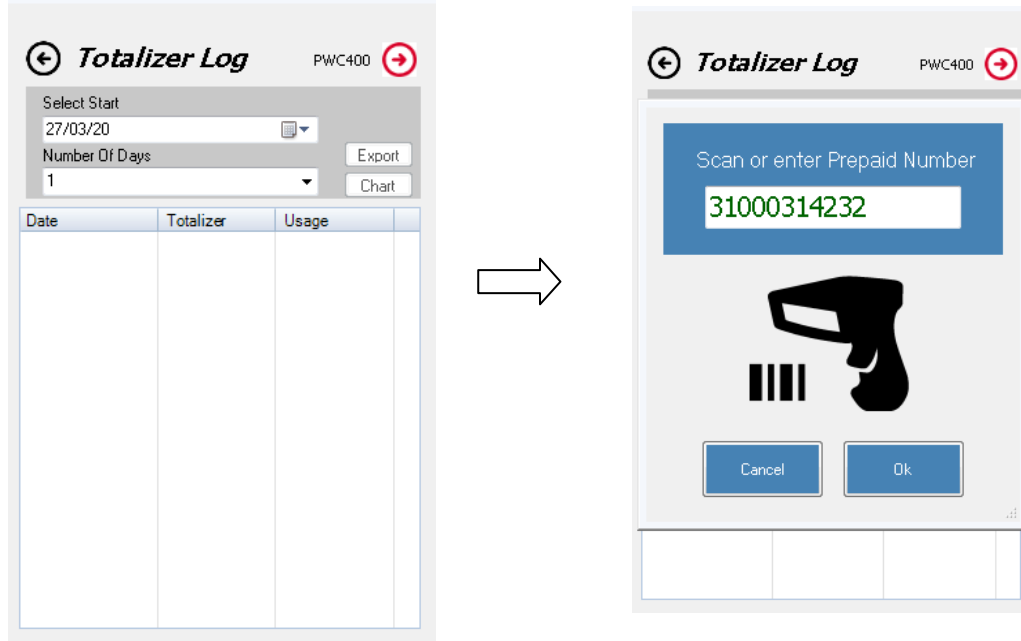 Totalizer Log PWC400
Select Start
27/03/20
Number Of Days
1
Export
Chart
Date Totalizer Usage
Totalizer Log PWC400
Scan or enter Prepaid Number
31000314232
Cancel Ok